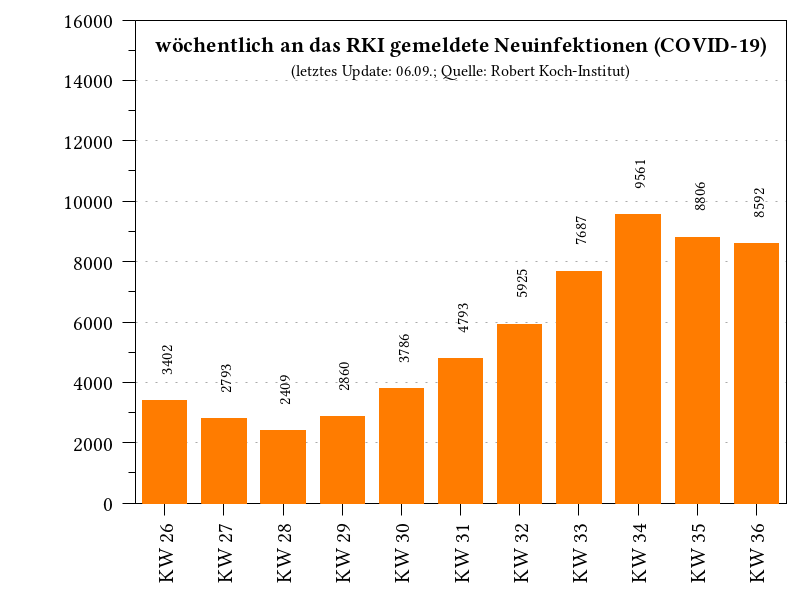 wöchentlich an das RKI gemeldete Neuinfektionen (COVID-19)
(letztes Update: 06.09.; Quelle: Robert Koch-Institut)
16000
14000
12000
10000
8000
6000
4000
2000
0
3402
2793
2409
2860
3786
4793
5925
7687
9561
8806
8592
KW 26
KW 27
KW 28
KW 29
KW 30
KW 31
KW 32
KW 33
KW 34
KW 35
KW 36